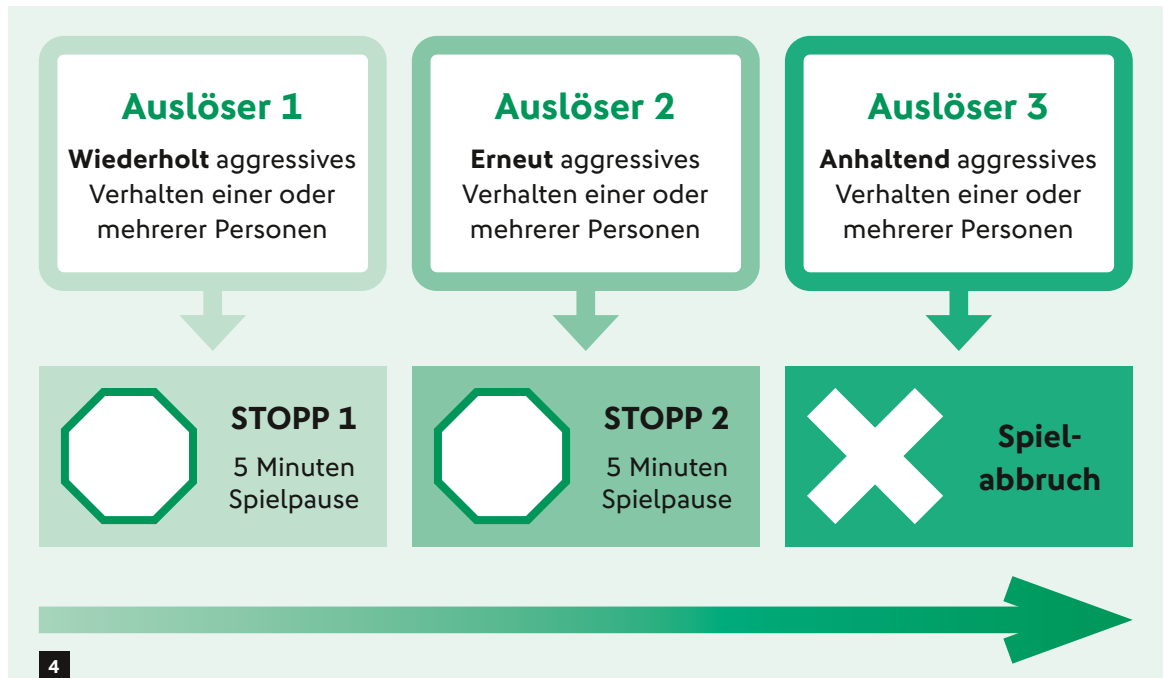 Auslöser 1
Wiederholt aggressives
Verhalten einer oder
mehrerer Personen
Auslöser 2
Erneut aggressives
Verhalten einer oder
mehrerer Personen
Auslöser 3
Anhaltend aggressives
Verhalten einer oder
mehrerer Personen
STOPP 1
5 Minuten
Spielpause
STOPP 2
5 Minuten
Spielpause
Spiel-
abbruch
4